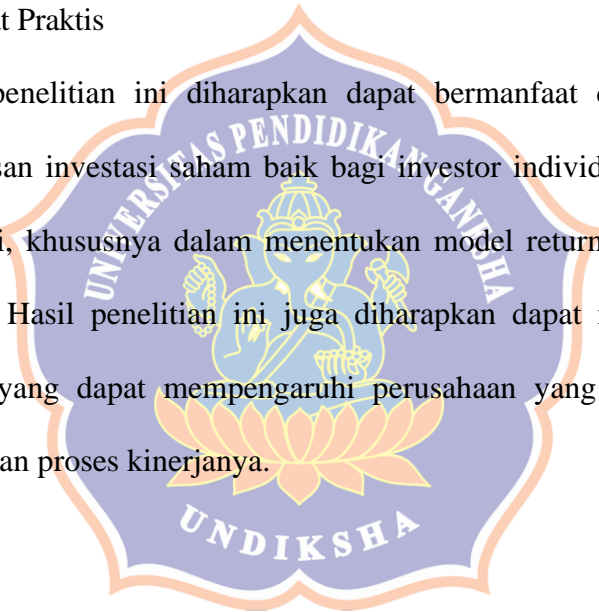 t Praktis
penelitian ini diharapkan dapat bermanfaat
san investasi saham baik bagi investor individ
i, khususnya dalam menentukan model return
Hasil penelitian ini juga diharapkan dapat
yang dapat mempengaruhi perusahaan yang
an proses kinerjanya.
UNIVERSITAS PENDIDIKAN GANESHA
UNDIKSHA